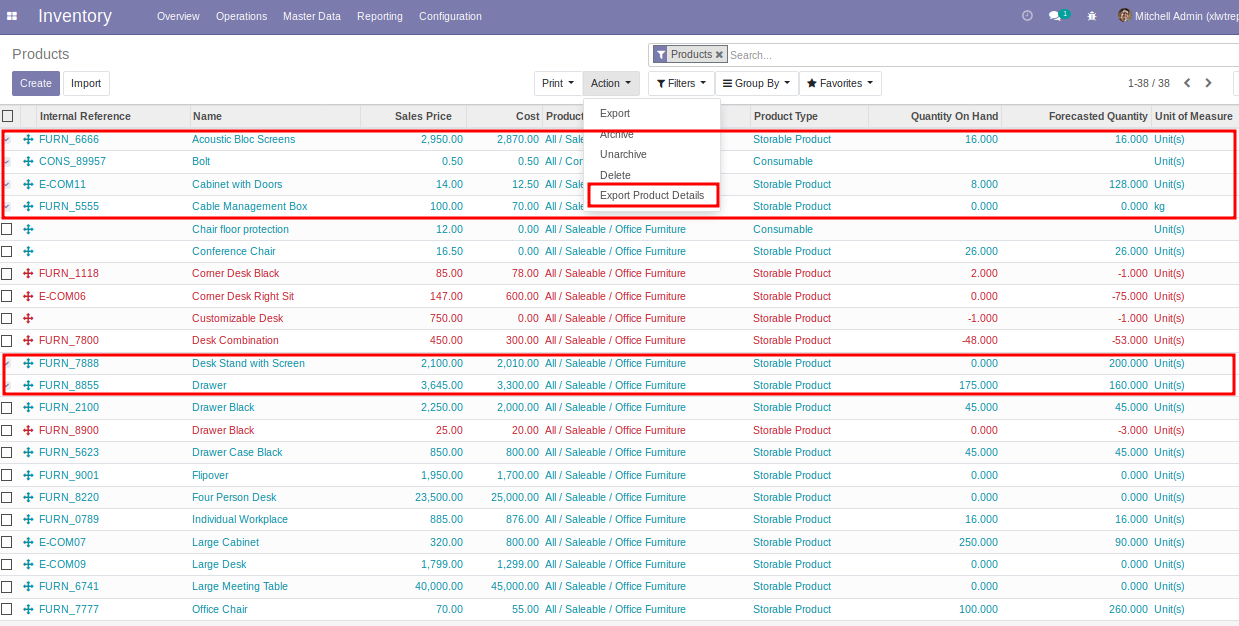 Inventory Overview Operations Master Data Reporting Configuration 1 Mitchell Admin
Products
Products × Search...
Create Import Print Action Filters Group By Favorites 1-38 / 38
Export
Archive
Unarchive
Delete
Export Product Details
Internal Reference Name Sales Price Cost Product Type Quantity On Hand Forecasted Quantity Unit of Measure
FURN_6666 Acoustic Bloc Screens 2,950.00 2,870.00 All / Storable Product 16.000 16.000 Unit(s)
CONS_89957 Bolt 0.50 0.50 All / Consumable Unit(s)
E-COM11 Cabinet with Doors 14.00 12.50 All / Storable Product 8.000 128.000 Unit(s)
FURN_5555 Cable Management Box 100.00 70.00 All / Storable Product 0.000 0.000 kg
Chair floor protection 12.00 0.00 All / Saleable / Office Furniture Consumable Unit(s)
Conference Chair 16.50 0.00 All / Saleable / Office Furniture Storable Product 26.000 26.000 Unit(s)
FURN_1118 Corner Desk Black 85.00 78.00 All / Saleable / Office Furniture Storable Product 2.000 -1.000 Unit(s)
E-COM06 Corner Desk Right Sit 147.00 600.00 All / Saleable / Office Furniture Storable Product 0.000 -75.000 Unit(s)
Customizable Desk 750.00 0.00 All / Saleable / Office Furniture Storable Product -1.000 -1.000 Unit(s)
FURN_7800 Desk Combination 450.00 300.00 All / Saleable / Office Furniture Storable Product -48.000 -53.000 Unit(s)
FURN_7888 Desk Stand with Screen 2,100.00 2,010.00 All / Saleable / Office Furniture Storable Product 0.000 200.000 Unit(s)
FURN_8855 Drawer 3,645.00 3,300.00 All / Saleable / Office Furniture Storable Product 175.000 160.000 Unit(s)
FURN_2100 Drawer Black 2,250.00 2,000.00 All / Saleable / Office Furniture Storable Product 45.000 45.000 Unit(s)
FURN_8900 Drawer Black 25.00 20.00 All / Saleable / Office Furniture Storable Product 0.000 -3.000 Unit(s)
FURN_5623 Drawer Case Black 850.00 800.00 All / Saleable / Office Furniture Storable Product 45.000 45.000 Unit(s)
FURN_9001 Flipover 1,950.00 1,700.00 All / Saleable / Office Furniture Storable Product 0.000 0.000 Unit(s)
FURN_8220 Four Person Desk 23,500.00 25,000.00 All / Saleable / Office Furniture Storable Product 0.000 0.000 Unit(s)
FURN_0789 Individual Workplace 885.00 876.00 All / Saleable / Office Furniture Storable Product 16.000 16.000 Unit(s)
E-COM07 Large Cabinet 320.00 800.00 All / Saleable / Office Furniture Storable Product 250.000 90.000 Unit(s)
E-COM09 Large Desk 1,799.00 1,299.00 All / Saleable / Office Furniture Storable Product 0.000 0.000 Unit(s)
FURN_6741 Large Meeting Table 40,000.00 45,000.00 All / Saleable / Office Furniture Storable Product 0.000 0.000 Unit(s)
FURN_7777 Office Chair 70.00 55.00 All / Saleable / Office Furniture Storable Product 100.000 260.000 Unit(s)